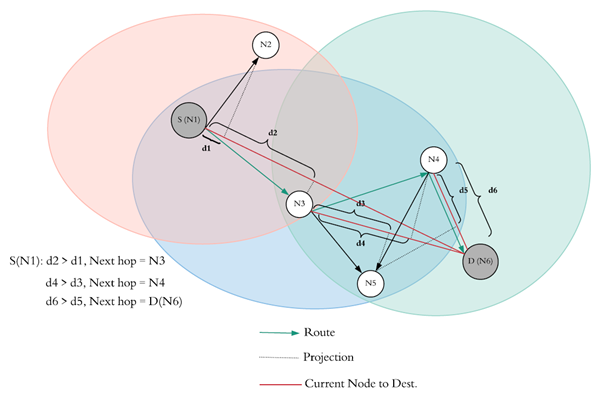 N2
S (N1)
d2
d1
N4
d6
d5
N3
d3
d4
D (N6)
N5
S(N1): d2 > d1, Next hop = N3
d4 > d3, Next hop = N4
d6 > d5, Next hop = D(N6)
Route
Projection
Current Node to Dest.